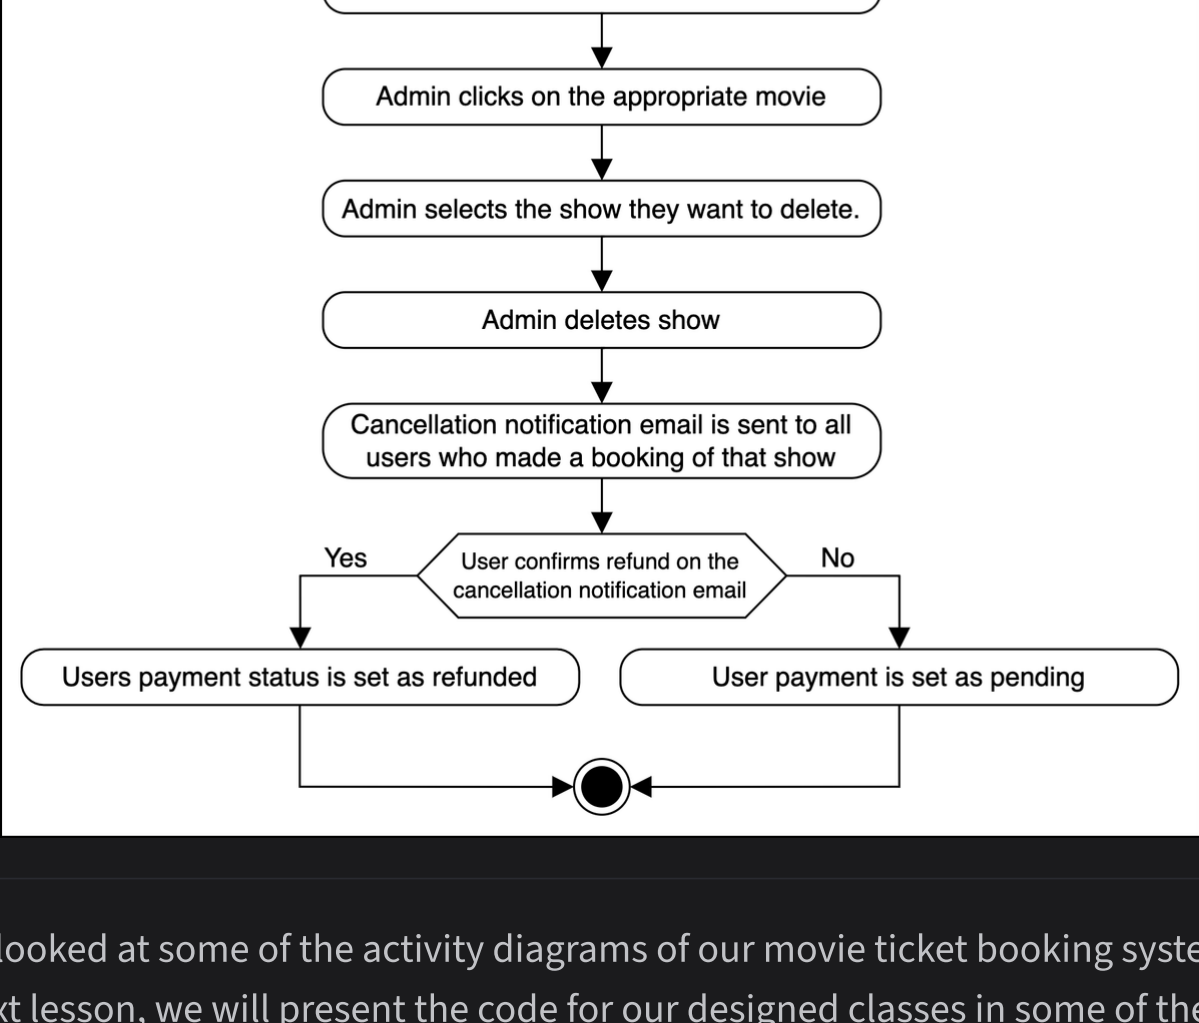 Admin clicks on the appropriate movie
Admin selects the show they want to delete.
Admin deletes show
Cancellation notification email is sent to all
users who made a booking of that show
Yes
User confirms refund on the
cancellation notification email
No
Users payment status is set as refunded
User payment is set as pending
looked at some of the activity diagrams of our movie ticket booking syste
xt lesson, we will present the code for our designed classes in some of the